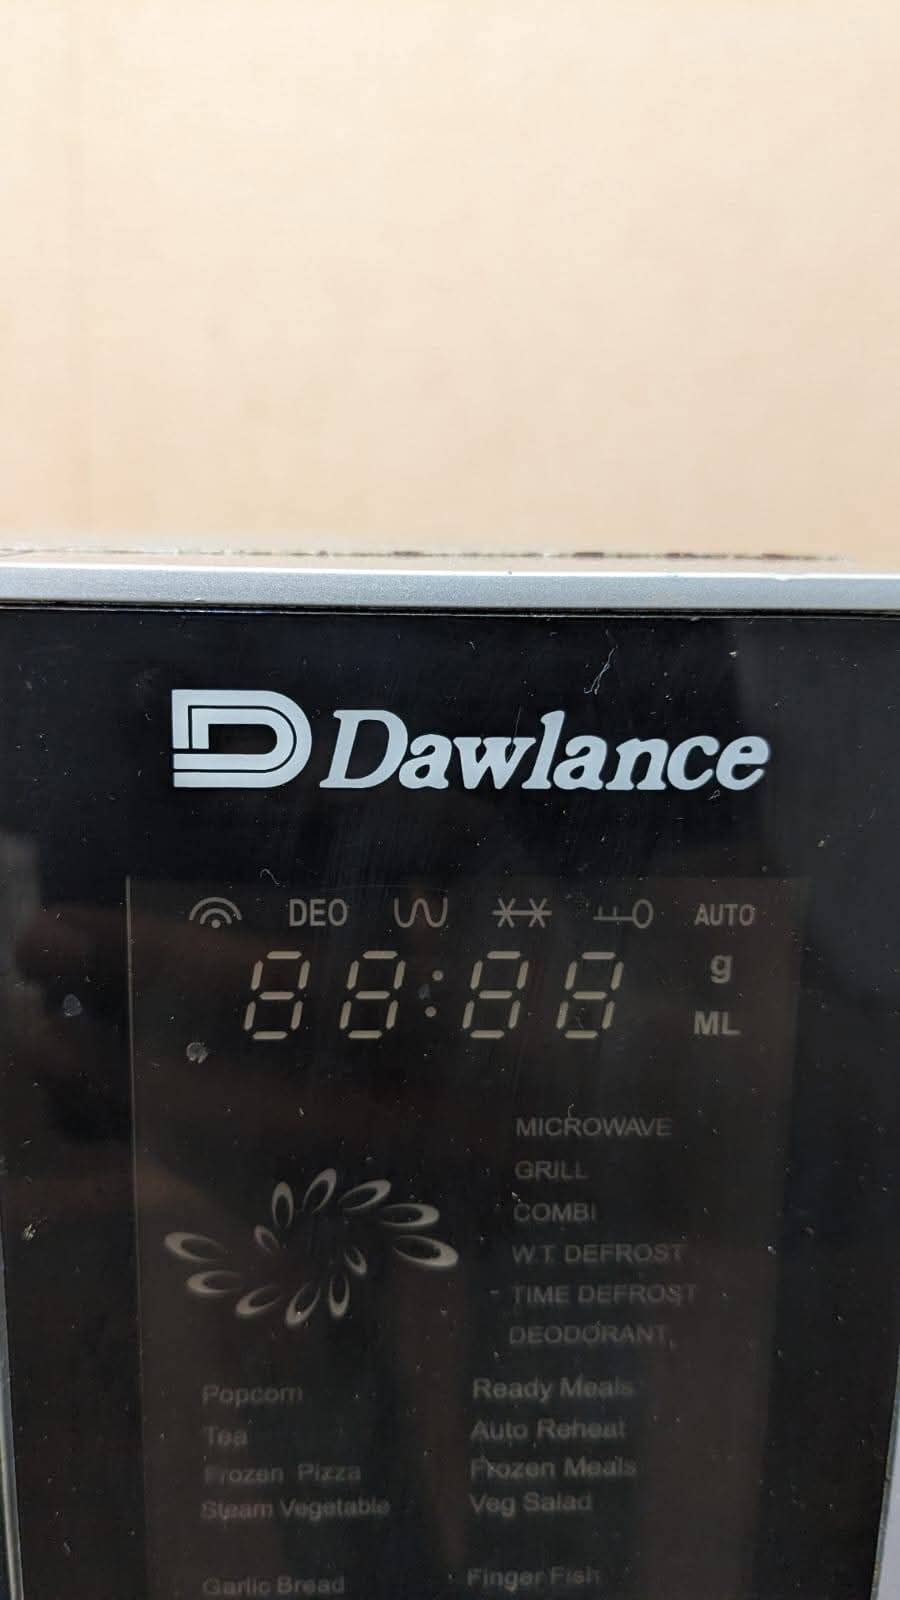 Dawlance
DEO AUTO
88:88 g
ML
MICROWAVE
GRILL
COMBI
W.T. DEFROST
TIME DEFROST
DEODORANT
Popcorn Ready Meals
Tea Auto Reheat
Frozen Pizza Frozen Meals
Steam Vegetable Veg Salad
Garlic Bread Finger Fish